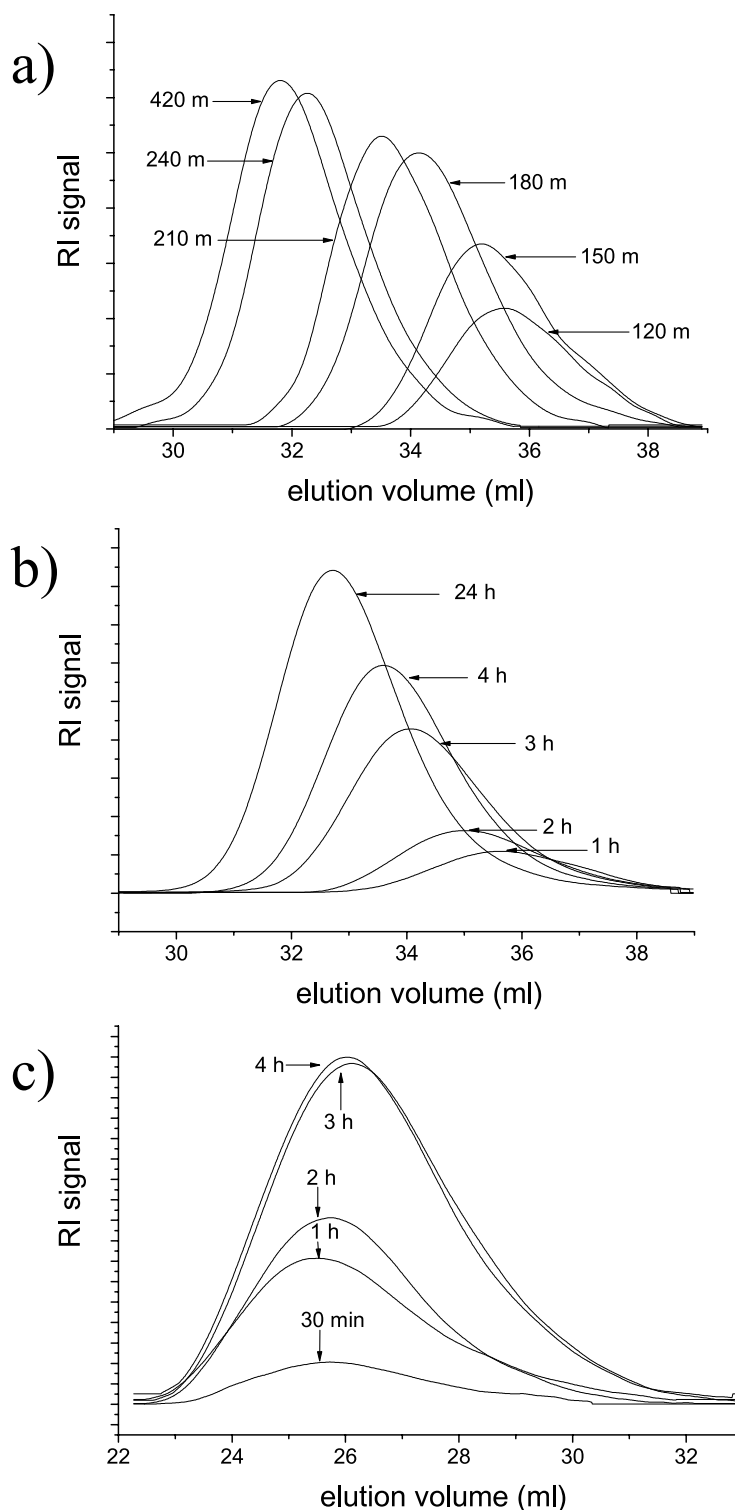 a)
RI signal
420 m
240 m
210 m
180 m
150 m
120 m
30 32 34 36 38
elution volume (ml)
b)
RI signal
24 h
4 h
3 h
2 h
1 h
30 32 34 36 38
elution volume (ml)
c)
RI signal
4 h
3 h
2 h
1 h
30 min
22 24 26 28 30 32
elution volume (ml)